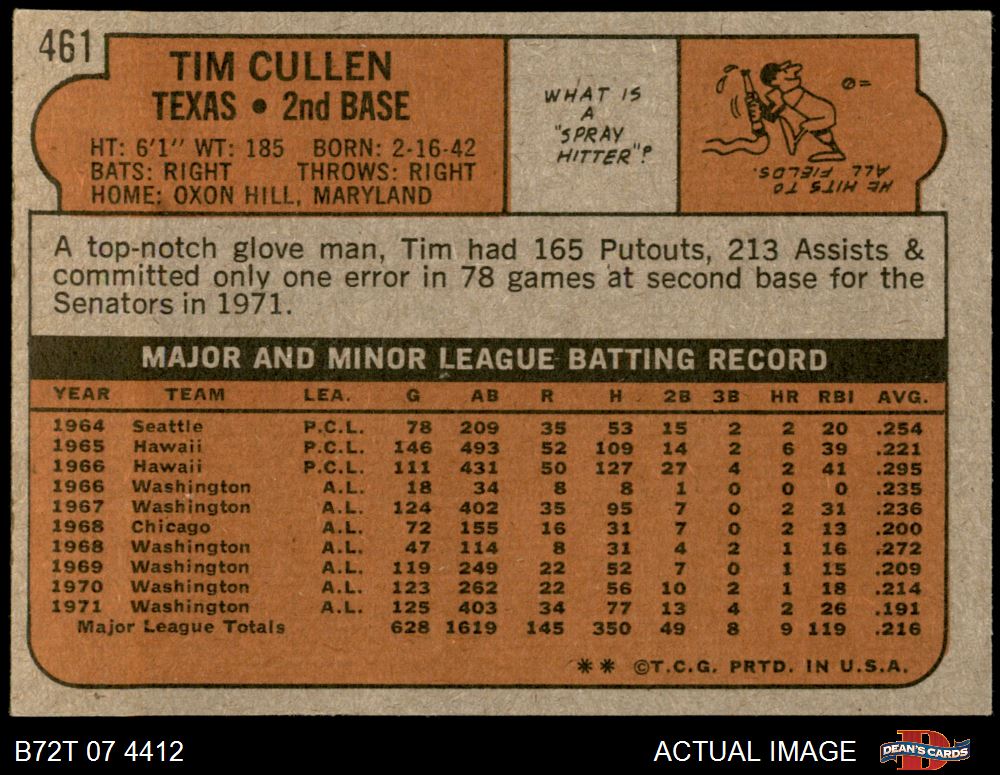 461
TIM CULLEN
TEXAS • 2nd BASE
HT: 6'1" WT: 185 BORN: 2-16-42
BATS: RIGHT THROWS: RIGHT
HOME: OXON HILL, MARYLAND
WHAT IS
A
"SPRAY
HITTER"?
HE HITS TO
ALL
FIELDS.
A top-notch glove man, Tim had 165 Putouts, 213 Assists &
committed only one error in 78 games at second base for the
Senators in 1971.
MAJOR AND MINOR LEAGUE BATTING RECORD
YEAR TEAM LEA. G AB R H 2B 3B HR RBI AVG.
1964 Seattle P.C.L. 78 209 35 53 15 2 2 20 .254
1965 Hawaii P.C.L. 146 493 52 109 14 2 6 39 .221
1966 Hawaii P.C.L. 111 431 50 127 27 4 2 41 .295
1966 Washington A.L. 18 34 8 8 1 0 0 0 .235
1967 Washington A.L. 124 402 35 95 7 0 2 31 .236
1968 Chicago A.L. 72 155 16 31 7 0 2 13 .200
1968 Washington A.L. 47 114 8 31 4 2 1 16 .272
1969 Washington A.L. 119 249 22 52 7 0 1 15 .209
1970 Washington A.L. 123 262 22 56 10 2 1 18 .214
1971 Washington A.L. 125 403 34 77 13 4 2 26 .191
Major League Totals 628 1619 145 350 49 8 9 119 .216
** ©T.C.G. PRTD. IN U.S.A.
B72T 07 4412
ACTUAL IMAGE
D
DEAN'S CARDS